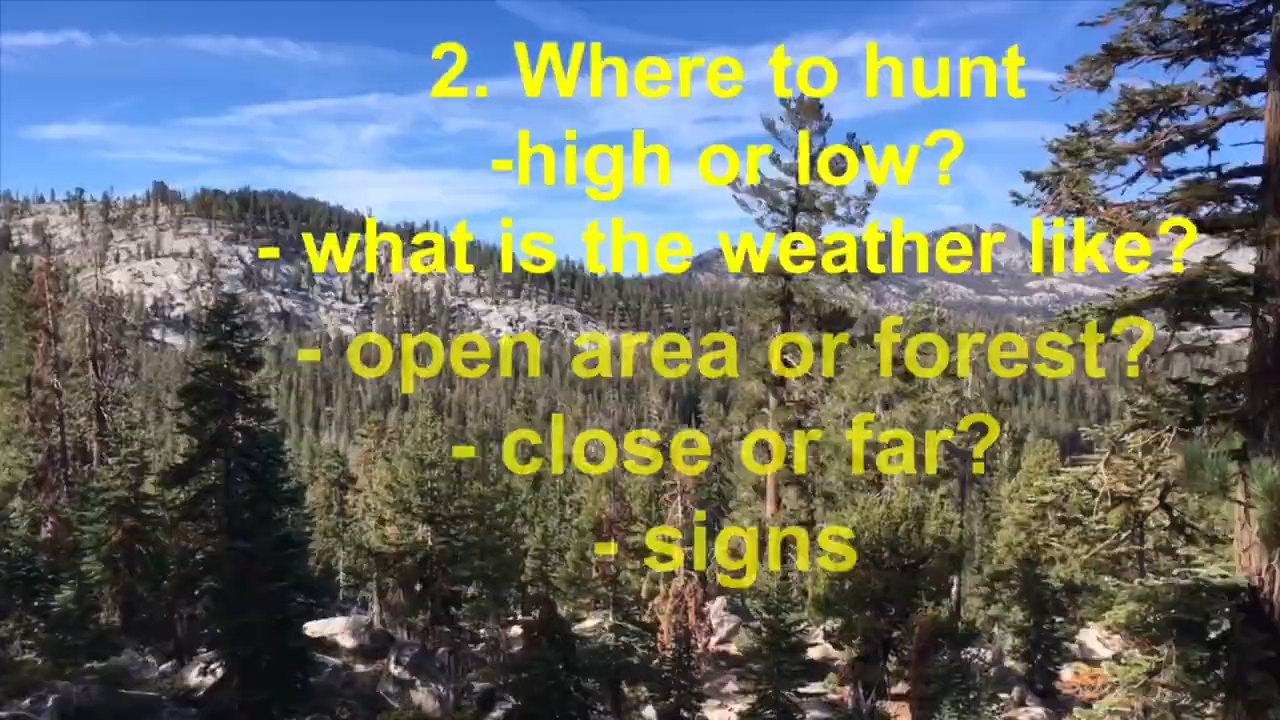 2. Where to hunt
-high or low?
- what is the weather like?
- open area or forest?
- close or far?
- signs